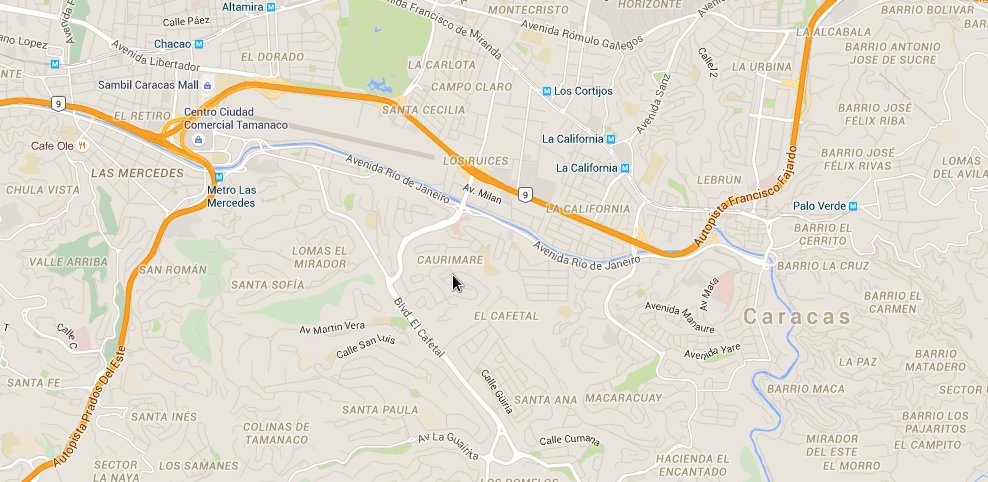 MONTECRISTO
HORIZONTE
BARRIO BOLIVAR
Altamira
Calle Páez
Avenida Francisco de Miranda
Avenida Rómulo Gallegos
LA ALCABALA
Chacao
Avenida Libertador
EL DORADO
LA CARLOTA
Calle 2
LA URBINA
BARRIO ANTONIO
JOSE DE SUCRE
Sambil Caracas Mall
CAMPO CLARO
Los Cortijos
Avenida Sanz
9
EL RETIRO
Centro Ciudad
Comercial Tamanaco
SANTA CECILIA
BARRIO JOSÉ
FÉLIX RIBA
Cafe Ole
La California
LAS MERCEDES
Avenida Río de Janeiro
LOS RUICES
La California
BARRIO JOSÉ
FÉLIX RIVAS
LOMAS
DEL AVILA
CHULA VISTA
Metro Las
Mercedes
Av. Milan
9
LEBRÚN
Autopista Francisco Fajardo
LA CALIFORNIA
Palo Verde
BARRIO EL
CERRITO
VALLE ARRIBA
SAN ROMAN
LOMAS EL
MIRADOR
CAURIMARE
Avenida Río de Janeiro
BARRIO LA CRUZ
SANTA SOFÍA
Av Mara
BARRIO EL
CARMEN
Blvd. El Cafetal
EL CAFETAL
Avenida Manaure
Caracas
Calle C
Av Martin Vera
Calle San Luis
Avenida Yare
LA PAZ
BARRIO
MATADERO
SANTA FE
Autopista Prados Del Este
Calle Güiria
SANTA ANA
MACARACUAY
BARRIO MACA
SANTA INÉS
SANTA PAULA
BARRIO LOS
PAJARITOS
EL CAMPITO
COLINAS DE
TAMANACO
Av La Guairita
Calle Cumana
MIRADOR
DEL ESTE
EL MORRO
SECTOR
LA NAYA
LOS SAMANES
HACIENDA EL
ENCANTADO